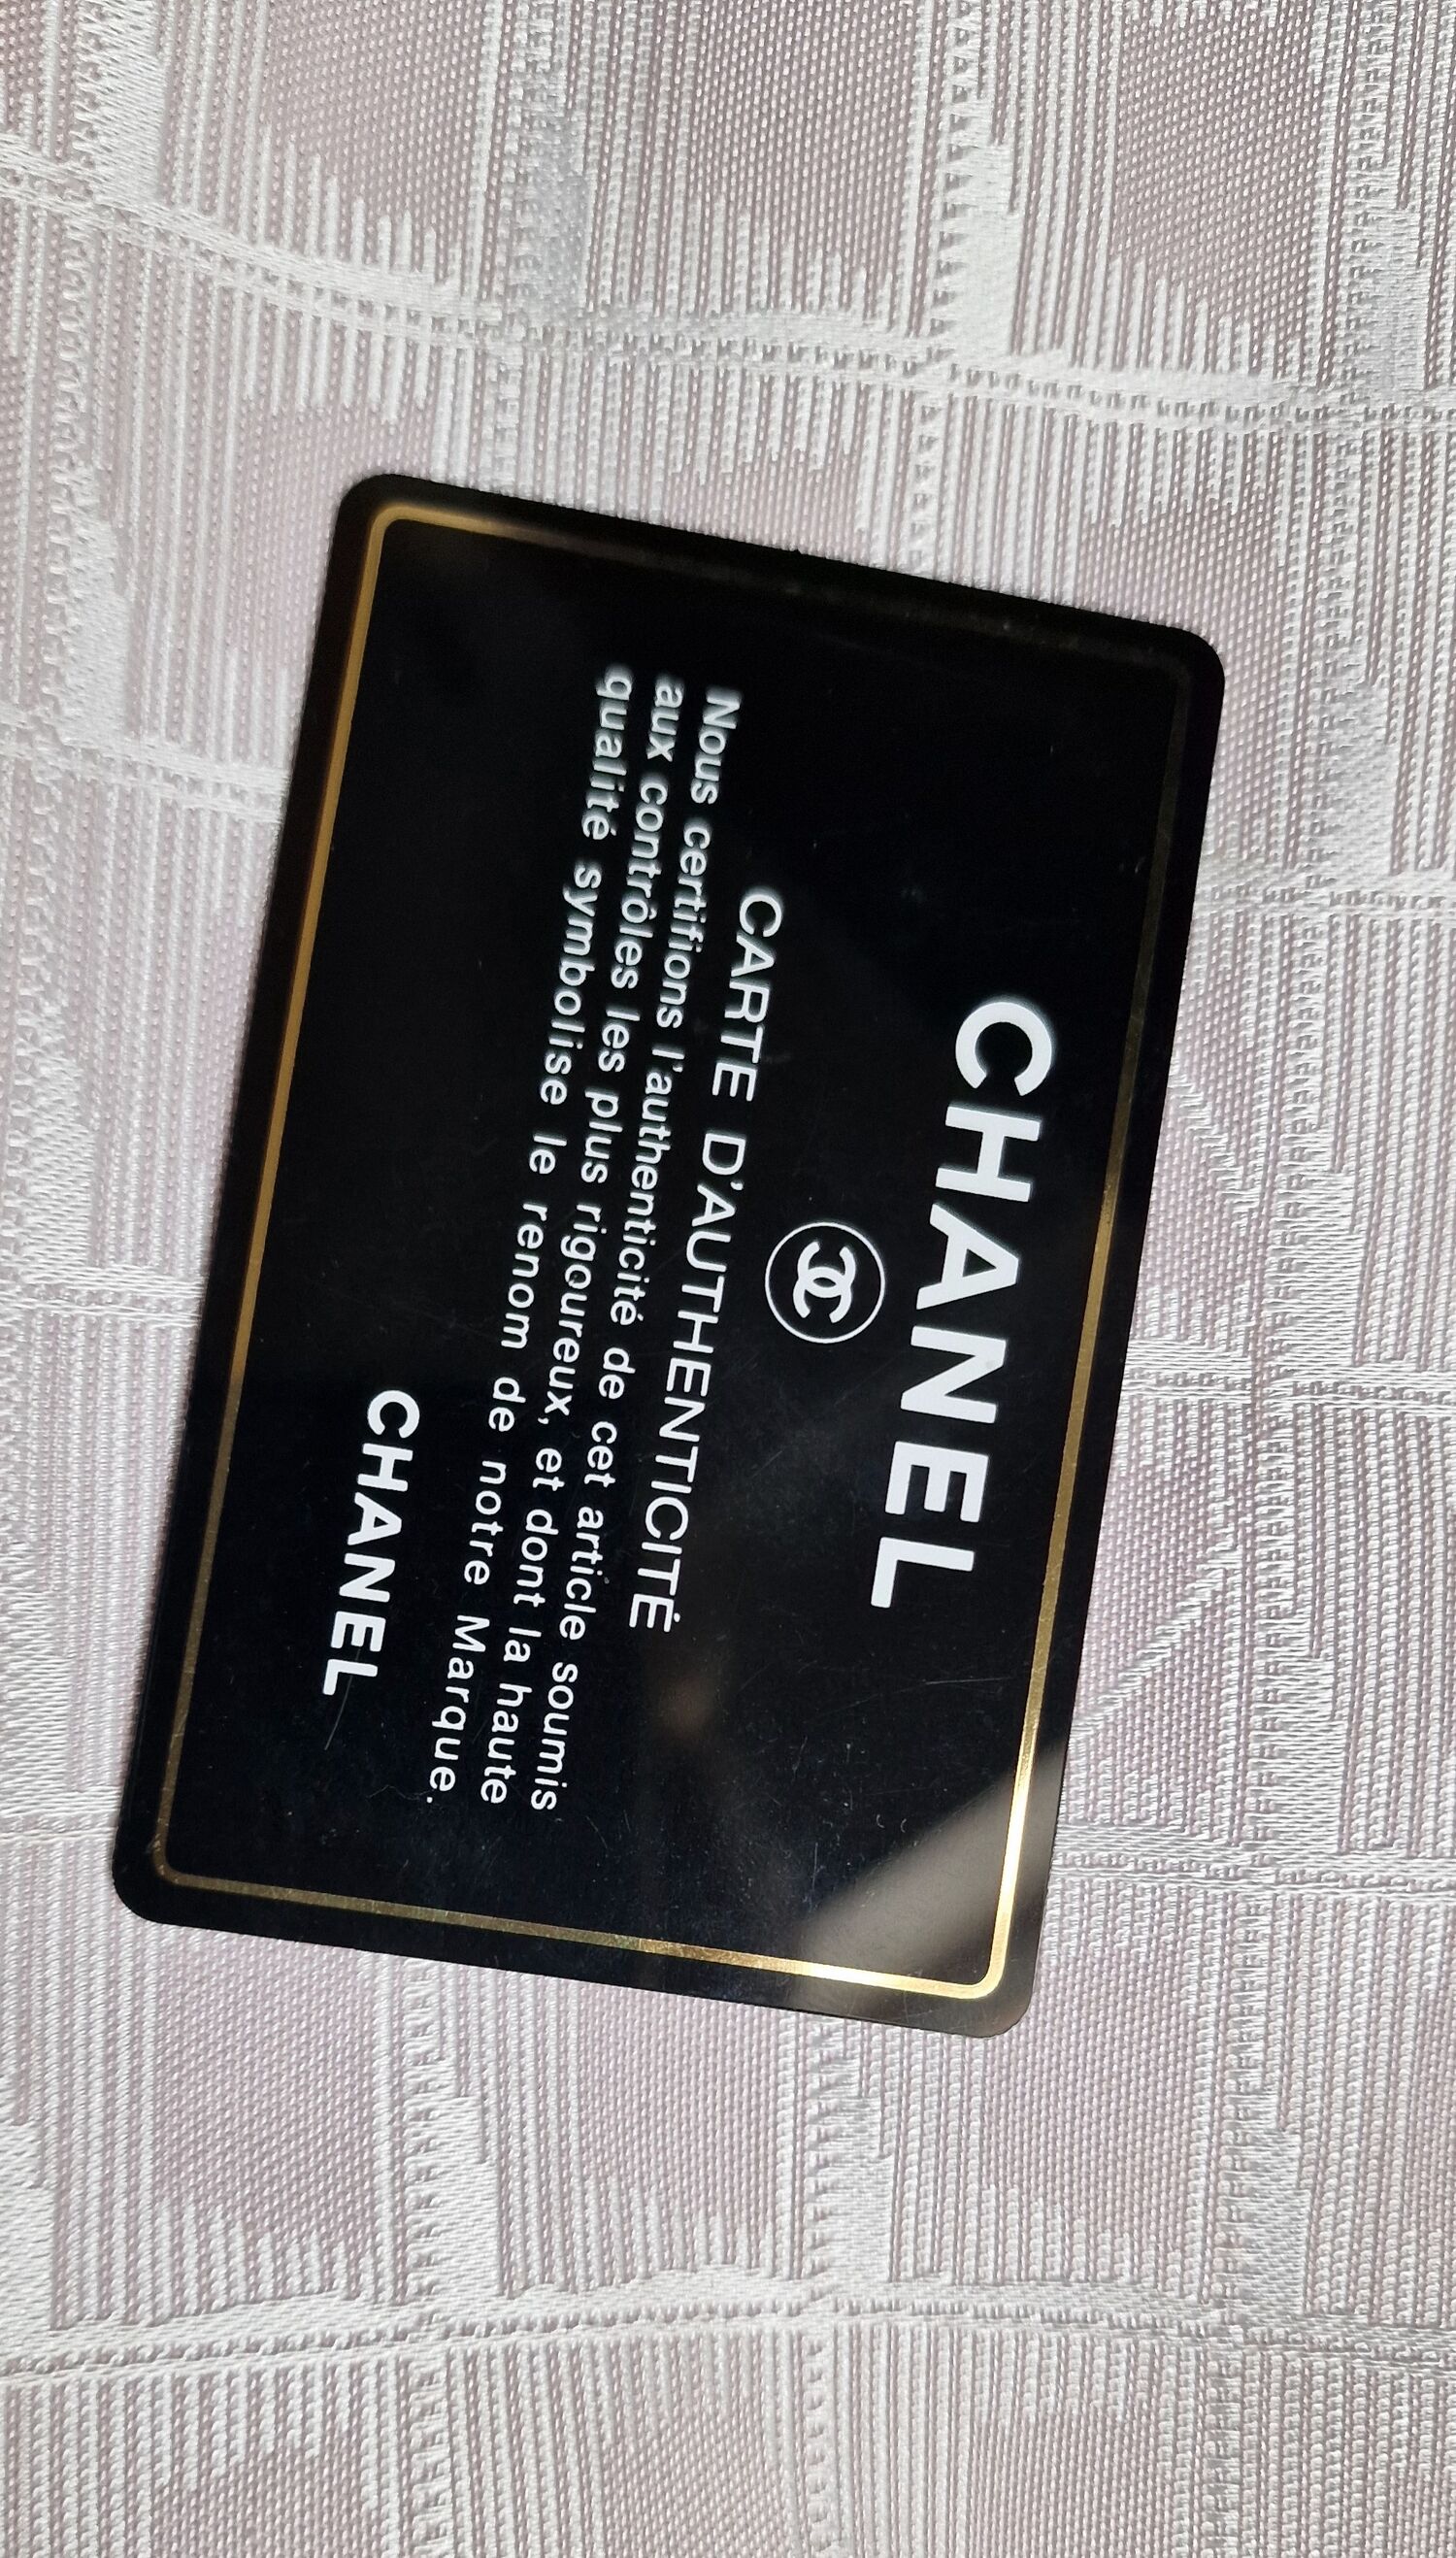 CHANEL
CARTE D'AUTHENTICITÉ
Nous certifions l'authenticité de cet article soumis
aux contrôles les plus rigoureux, et dont la haute
qualité symbolise le renom de notre Marque.
CHANEL